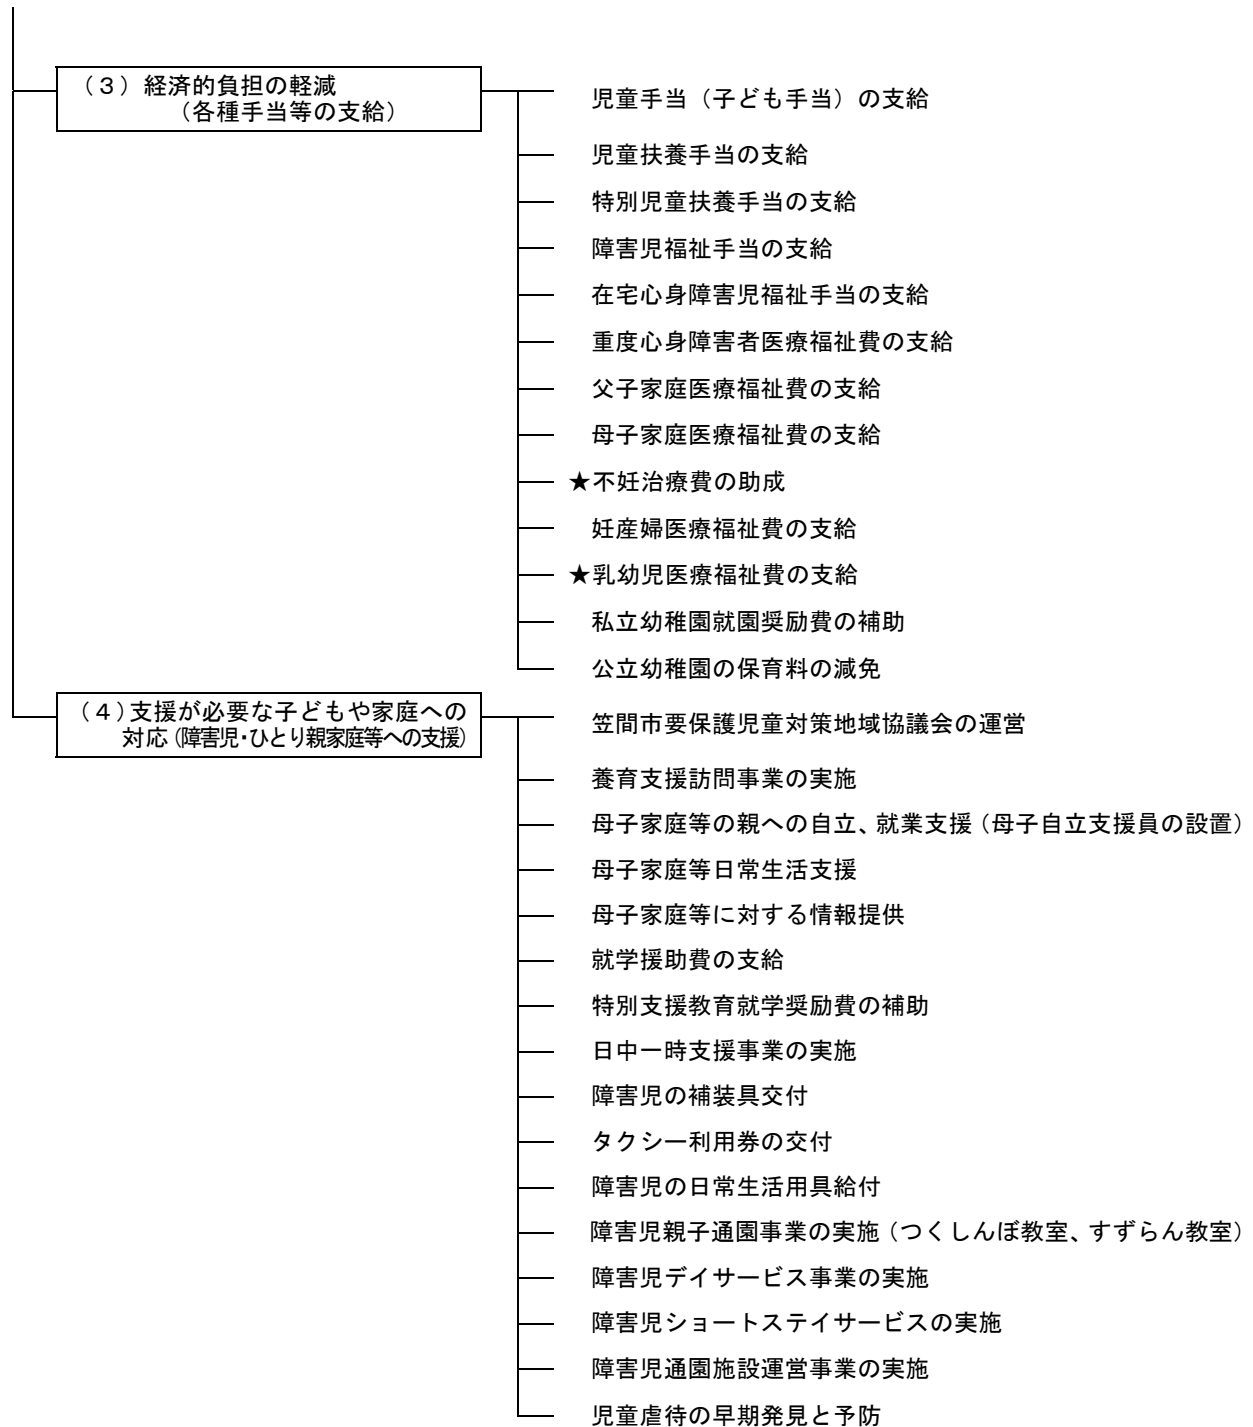 （３）経済的負担の軽減
（各種手当等の支給）
児童手当（子ども手当）の支給
児童扶養手当の支給
特別児童扶養手当の支給
障害児福祉手当の支給
在宅心身障害児福祉手当の支給
重度心身障害者医療福祉費の支給
父子家庭医療福祉費の支給
母子家庭医療福祉費の支給
★不妊治療費の助成
妊産婦医療福祉費の支給
★乳幼児医療福祉費の支給
私立幼稚園就園奨励費の補助
公立幼稚園の保育料の減免
（４）支援が必要な子どもや家庭への
対応（障害児・ひとり親家庭等への支援）
笠間市要保護児童対策地域協議会の運営
養育支援訪問事業の実施
母子家庭等の親への自立、就業支援（母子自立支援員の設置）
母子家庭等日常生活支援
母子家庭等に対する情報提供
就学援助費の支給
特別支援教育就学奨励費の補助
日中一時支援事業の実施
障害児の補装具交付
タクシー利用券の交付
障害児の日常生活用具給付
障害児親子通園事業の実施（つくしんぼ教室、すずらん教室）
障害児デイサービス事業の実施
障害児ショートステイサービスの実施
障害児通園施設運営事業の実施
児童虐待の早期発見と予防